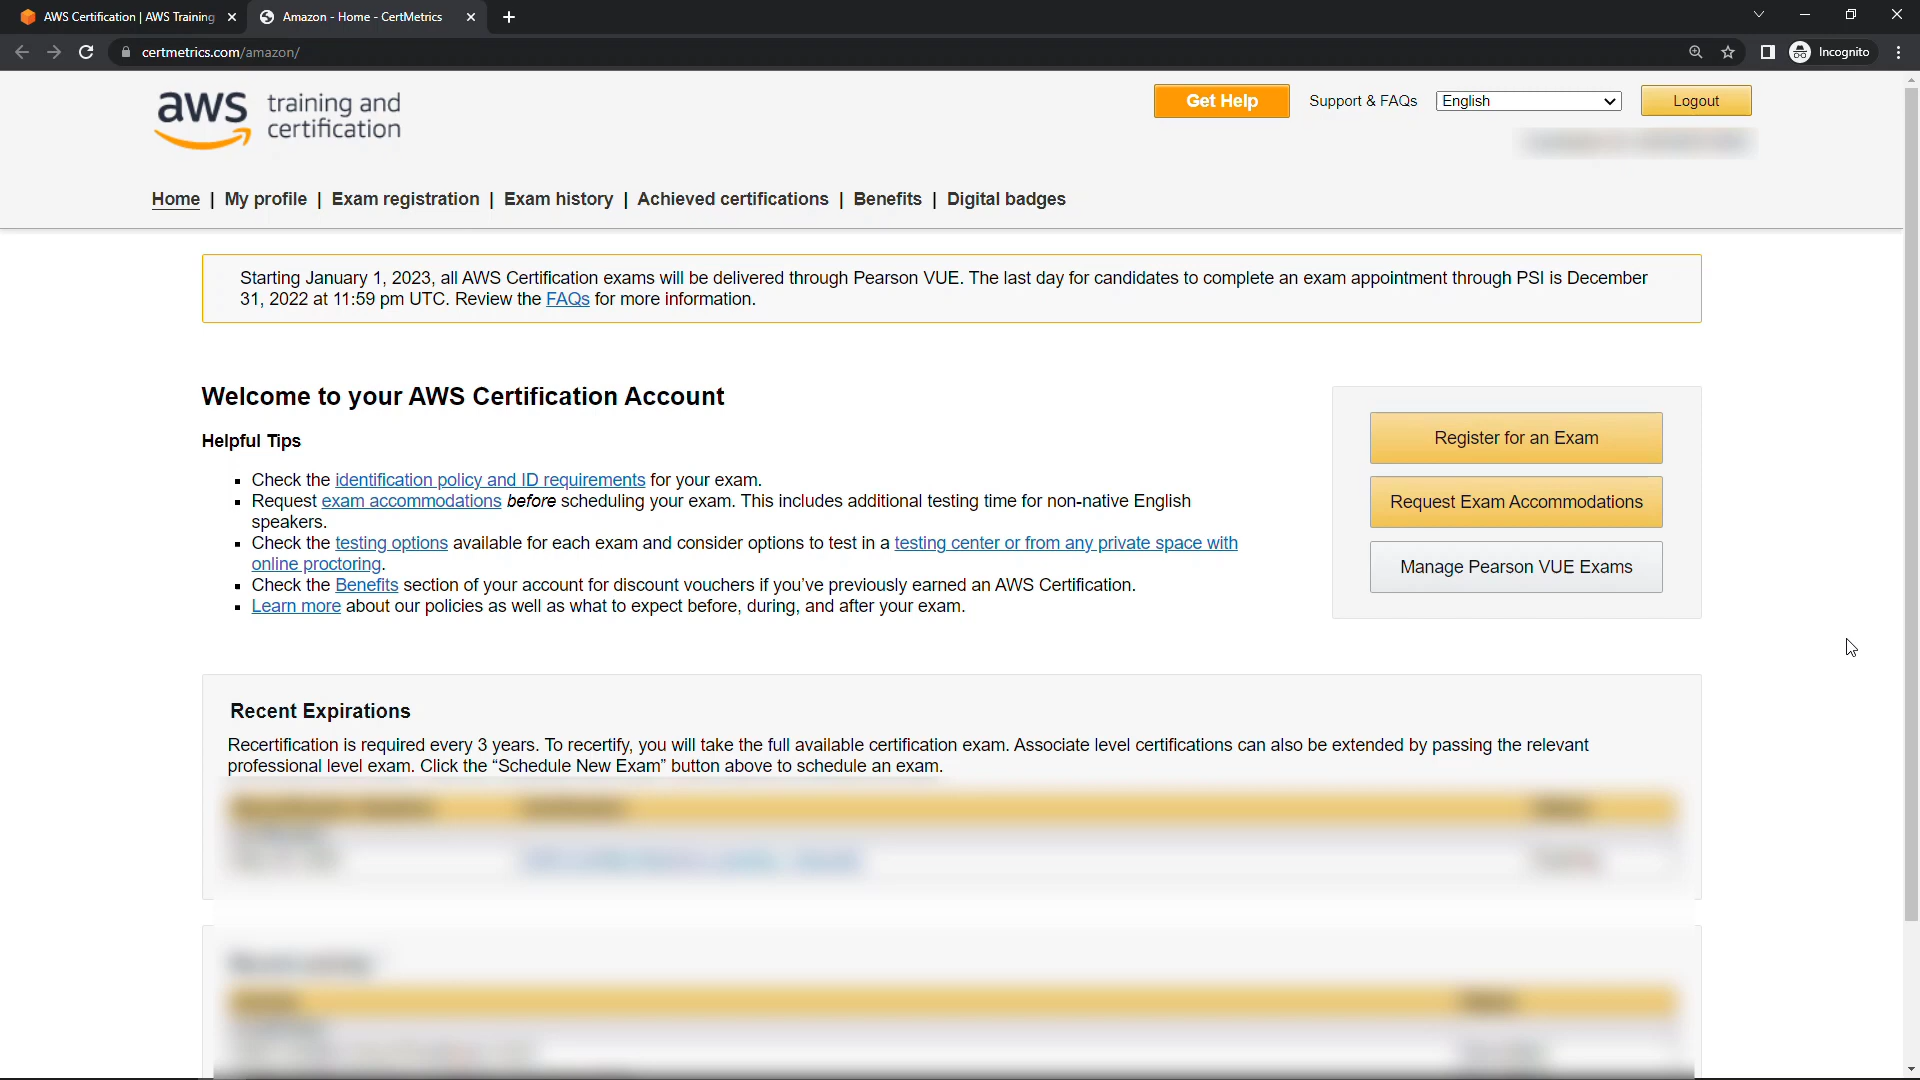 AWS Certification | AWS Training
Amazon - Home - CertMetrics
certmetrics.com/amazon/
Incognito
aws training and certification
Get Help
Support & FAQs
English
Logout
Home | My profile | Exam registration | Exam history | Achieved certifications | Benefits | Digital badges
Starting January 1, 2023, all AWS Certification exams will be delivered through Pearson VUE. The last day for candidates to complete an exam appointment through PSI is December
31, 2022 at 11:59 pm UTC. Review the FAQs for more information.
Welcome to your AWS Certification Account
Helpful Tips
Check the identification policy and ID requirements for your exam.
Request exam accommodations before scheduling your exam. This includes additional testing time for non-native English
speakers.
Check the testing options available for each exam and consider options to test in a testing center or from any private space with
online proctoring.
Check the Benefits section of your account for discount vouchers if you've previously earned an AWS Certification.
Learn more about our policies as well as what to expect before, during, and after your exam.
Register for an Exam
Request Exam Accommodations
Manage Pearson VUE Exams
Recent Expirations
Recertification is required every 3 years. To recertify, you will take the full available certification exam. Associate level certifications can also be extended by passing the relevant
professional level exam. Click the “Schedule New Exam” button above to schedule an exam.